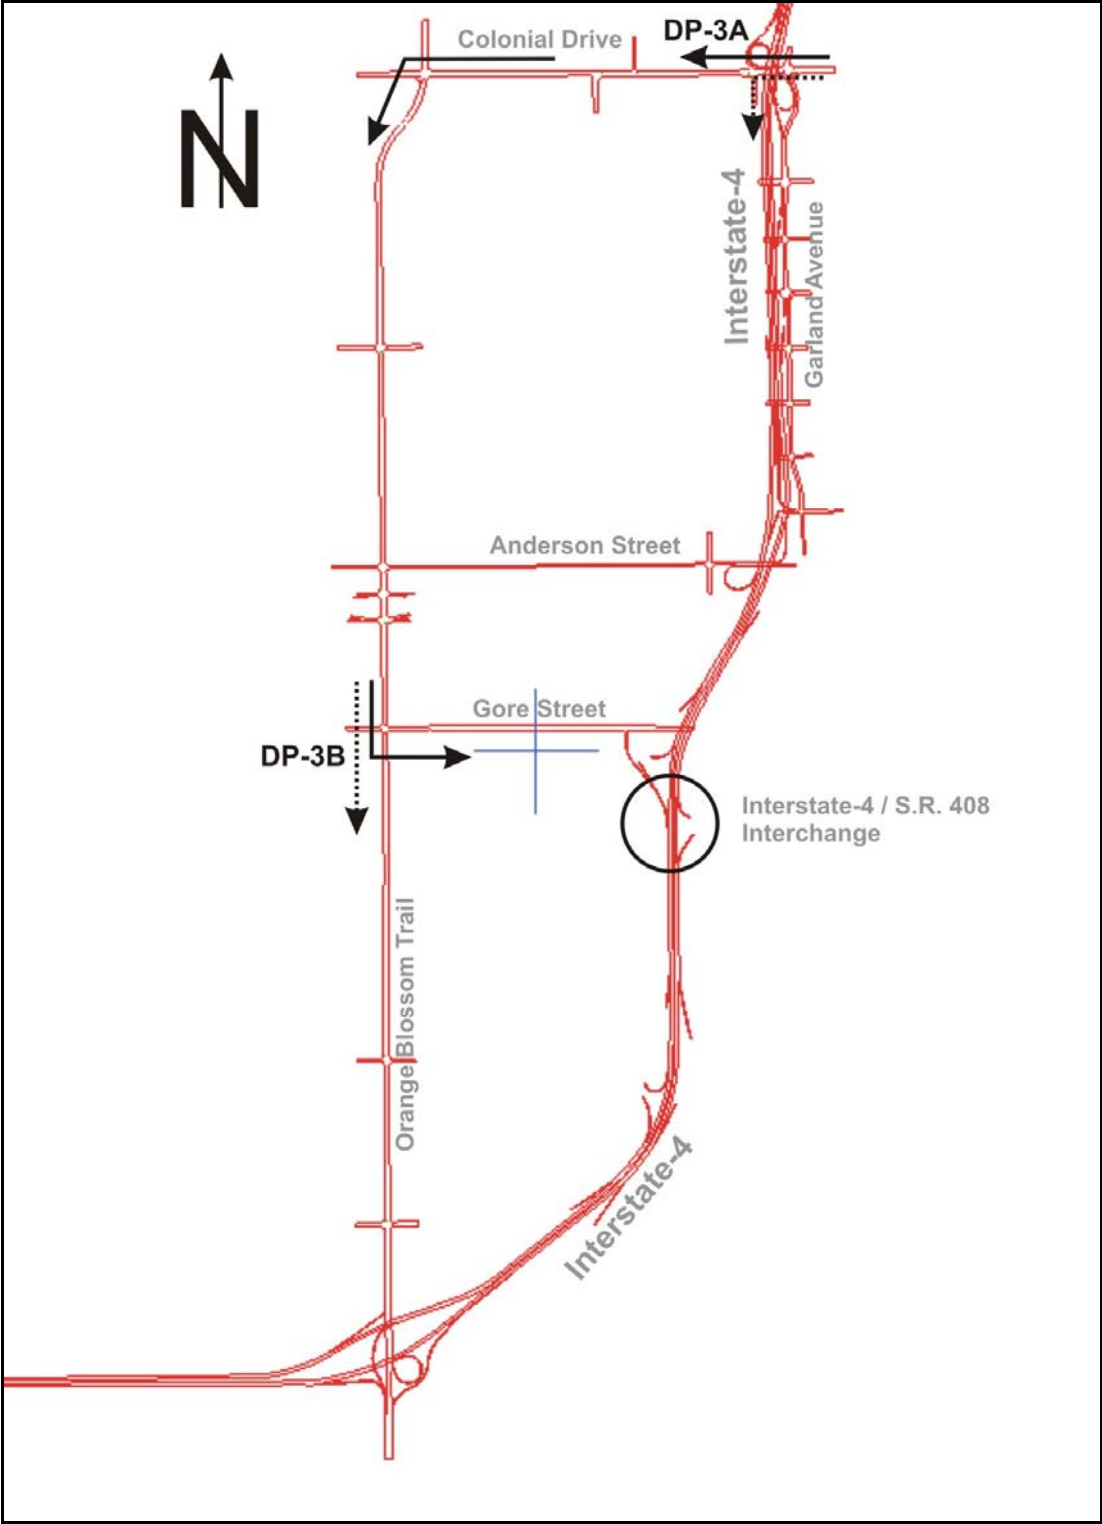 DP-3A
Colonial Drive
N
Interstate-4
Garland Avenue
Anderson Street
Gore Street
DP-3B
Interstate-4 / S.R. 408
Interchange
Orange Blossom Trail
Interstate-4